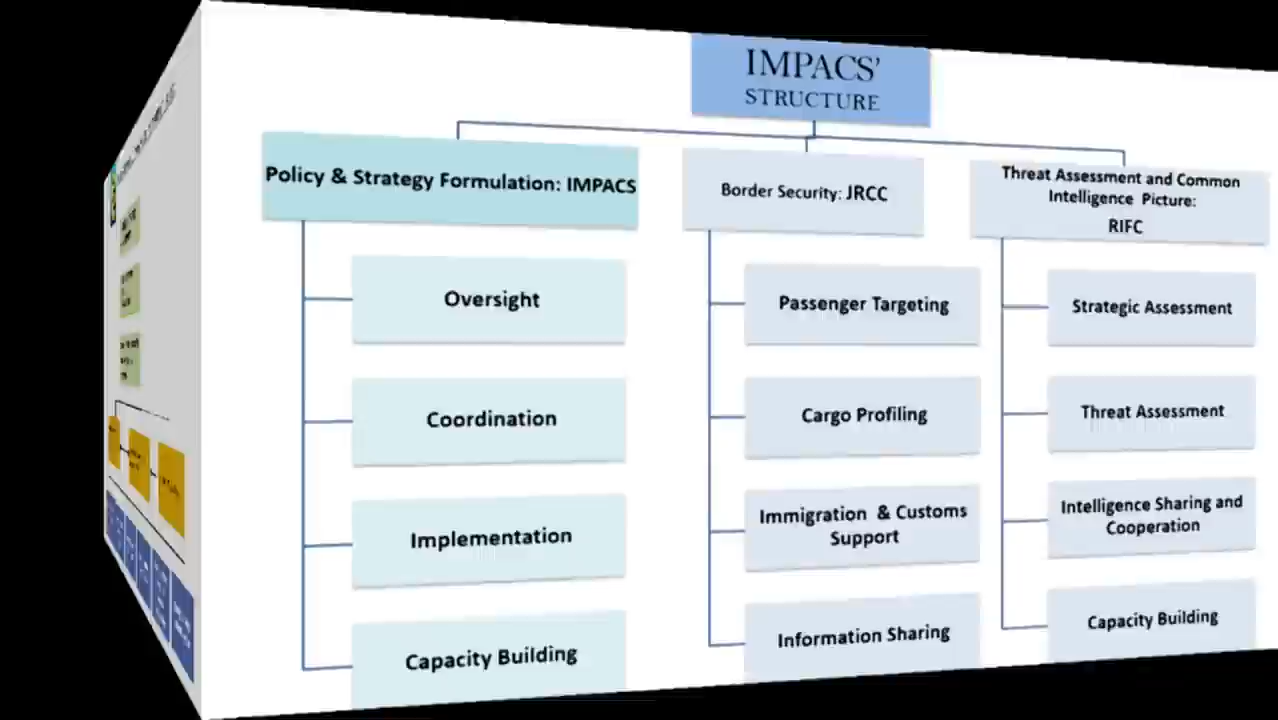 IMPACS'
STRUCTURE
Policy & Strategy Formulation: IMPACS
Oversight
Coordination
Implementation
Capacity Building
Border Security: JRCC
Passenger Targeting
Cargo Profiling
Immigration & Customs
Support
Information Sharing
Threat Assessment and Common
Intelligence Picture:
RIFC
Strategic Assessment
Threat Assessment
Intelligence Sharing and
Cooperation
Capacity Building